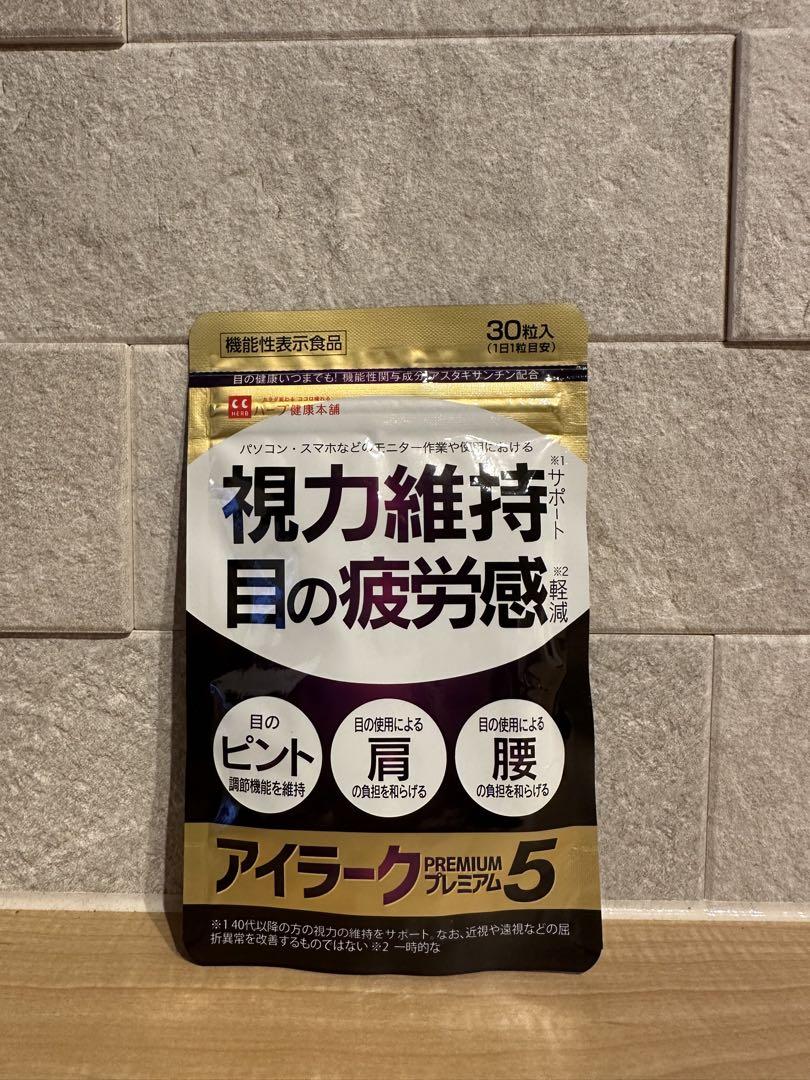 機能性表示食品
30粒入
(1日1粒目安)
目の健康いつまでも! 機能性関与成分 アスタキサンチン配合
HERB
ハーブ健康本舗
パソコン・スマホなどのモニター作業や使用における
視力維持 ※1 サポート
目の疲労感 ※2 軽減
目の
ピント
調節機能を維持
目の使用による
肩
の負担を和らげる
目の使用による
腰
の負担を和らげる
アイラーク PREMIUM プレミアム 5
※1 40代以降の方の視力の維持をサポート。なお、近視や遠視などの屈
折異常を改善するものではない ※2 一時的な